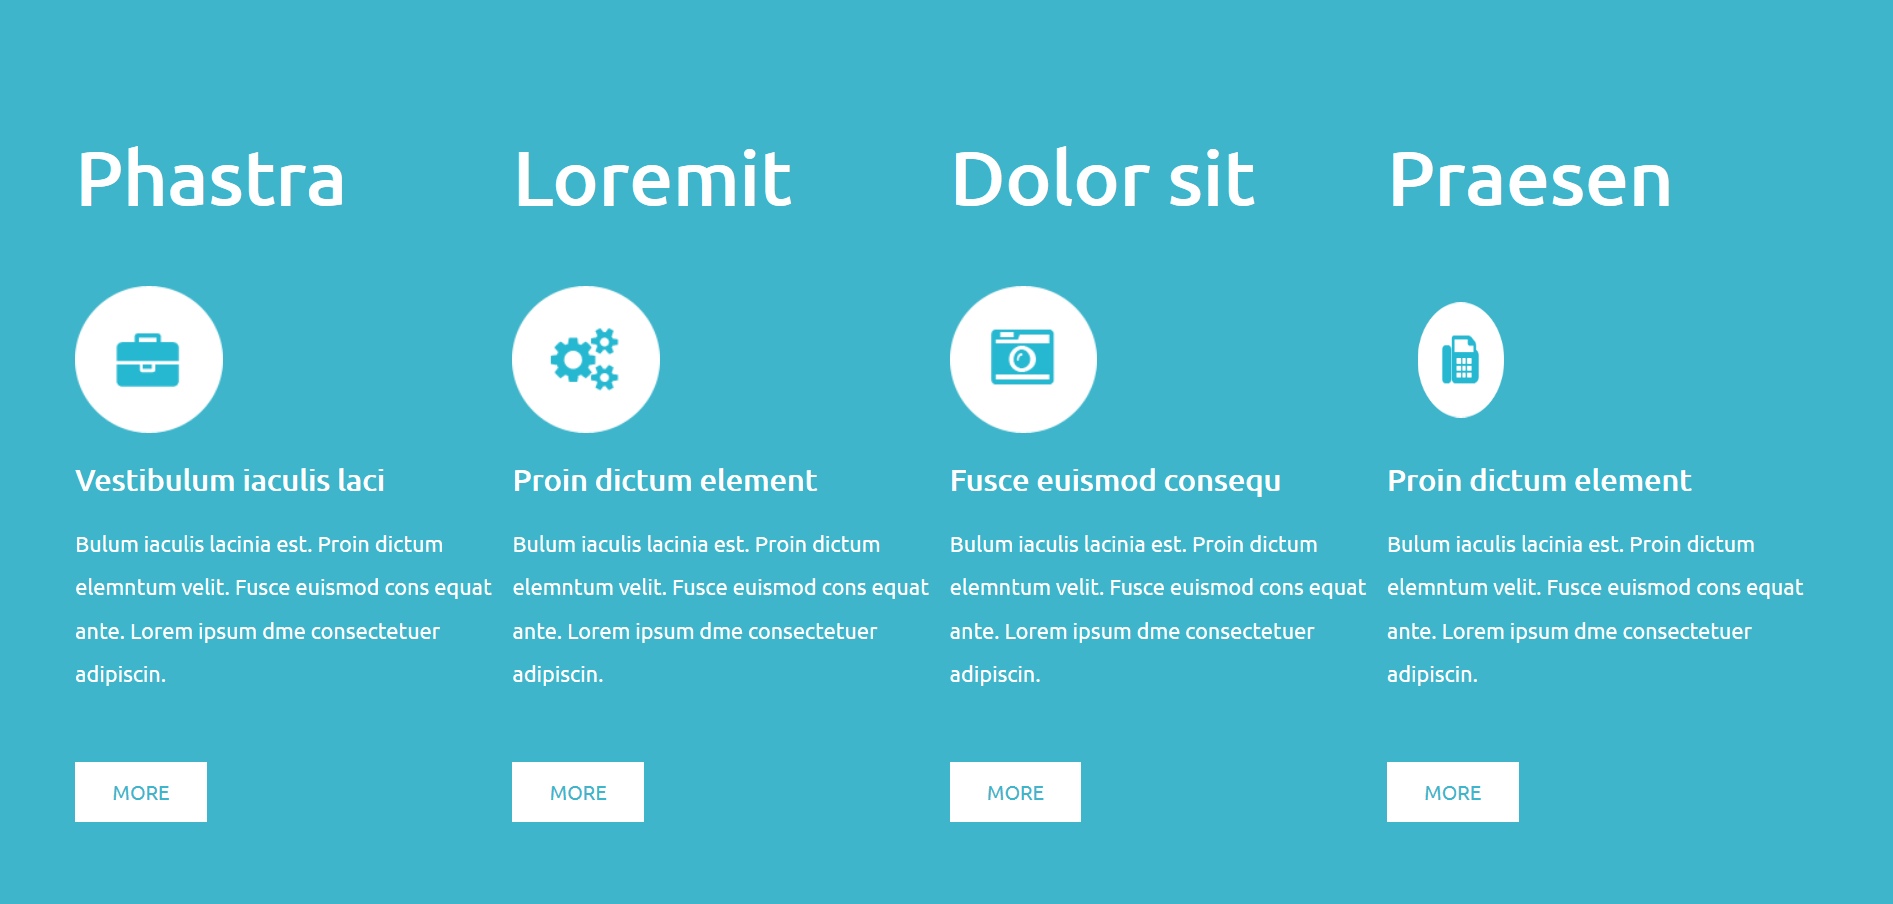 Phastra
Loremit
Dolor sit
Praesen
Vestibulum iaculis laci
Proin dictum element
Fusce euismod consequ
Proin dictum element
Bulum iaculis lacinia est. Proin dictum
elemntum velit. Fusce euismod cons equat
ante. Lorem ipsum dme consectetuer
adipiscin.
Bulum iaculis lacinia est. Proin dictum
elemntum velit. Fusce euismod cons equat
ante. Lorem ipsum dme consectetuer
adipiscin.
Bulum iaculis lacinia est. Proin dictum
elemntum velit. Fusce euismod cons equat
ante. Lorem ipsum dme consectetuer
adipiscin.
Bulum iaculis lacinia est. Proin dictum
elemntum velit. Fusce euismod cons equat
ante. Lorem ipsum dme consectetuer
adipiscin.
MORE
MORE
MORE
MORE